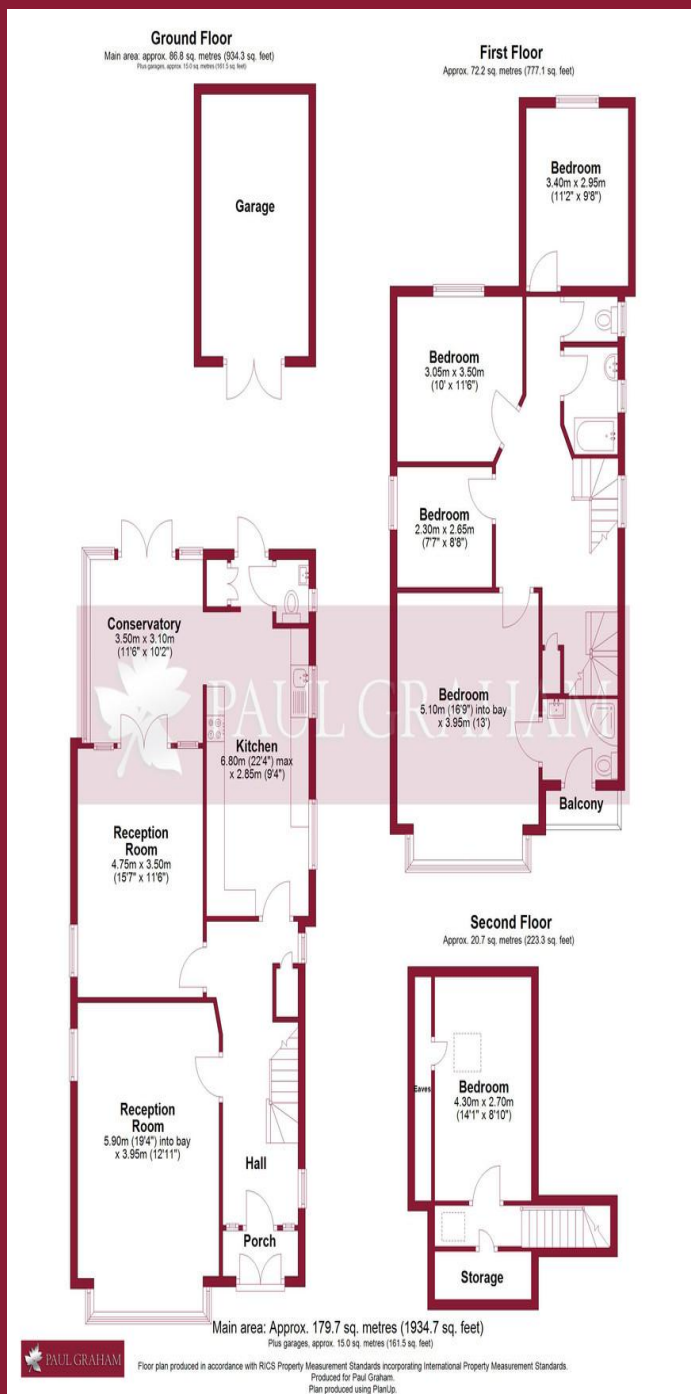 Ground Floor
Main area: approx. 86.8 sq. metres (934.3 sq. feet)
Plus garages, approx. 15.0 sq. metres (161.5 sq. feet)
Garage
Conservatory
3.50m x 3.10m
(11'6" x 10'2")
Kitchen
6.80m (22'4") max
x 2.85m (9'4")
Reception
Room
4.75m x 3.50m
(15'7" x 11'6")
Reception
Room
5.90m (19'4") into bay
x 3.95m (12'11")
Hall
Porch
First Floor
Approx. 72.2 sq. metres (777.1 sq. feet)
Bedroom
3.40m x 2.95m
(11'2" x 9'8")
Bedroom
3.05m x 3.50m
(10' x 11'6")
Bedroom
2.30m x 2.65m
(7'7" x 8'8")
Bedroom
5.10m (16'9") into bay
x 3.95m (13')
Balcony
PAUL GRAHAM
Second Floor
Approx. 20.7 sq. metres (223.3 sq. feet)
Eaves
Bedroom
4.30m x 2.70m
(14'1" x 8'10")
Storage
Main area: Approx. 179.7 sq. metres (1934.7 sq. feet)
Plus garages, approx. 15.0 sq. metres (161.5 sq. feet)
PAUL GRAHAM
Floor plan produced in accordance with RICS Property Measurement Standards incorporating International Property Measurement Standards.
Produced for Paul Graham.
Plan produced using PlanUp.